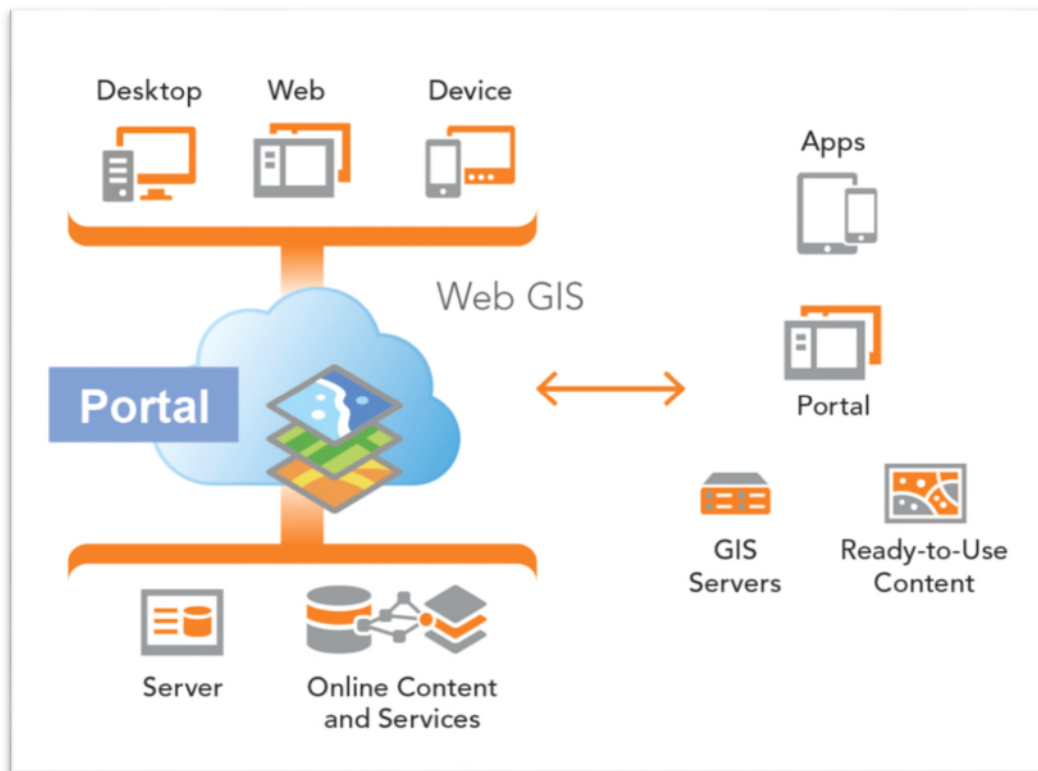 Desktop
Web
Device
Apps
Web GIS
Portal
Portal
GIS
Servers
Ready-to-Use
Content
Server
Online Content
and Services